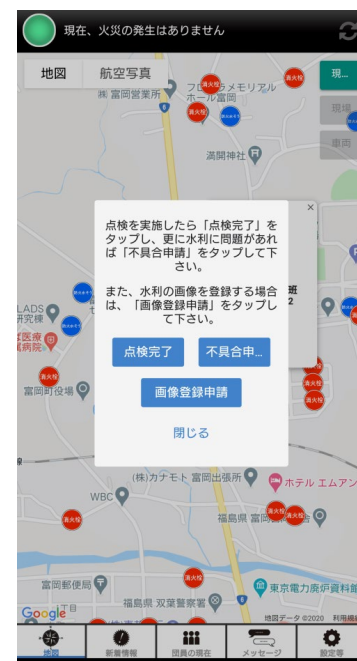 現在、火災の発生はありません
地図
航空写真
現...
現場
車両
㈱ 富岡営業所
メモリアル
ホール富岡
消火栓
満開神社
×
点検を実施したら「点検完了」を
タップし、更に水利に問題があれ
ば「不具合申請」をタップして下
さい。
また、水利の画像を登録する場合
は、「画像登録申請」をタップし
て下さい。
点検完了
不具合申...
画像登録申請
閉じる
班
2
LADS
研究棟
富岡町役場
(株)カナモト 富岡出張所
ホテル エムアン
WBC
福島県 富岡
富岡郵便局
福島県 双葉警察署
東京電力廃炉資料館
Google
地図データ ©2020
地図
新着情報
団員の現在
メッセージ
設定等